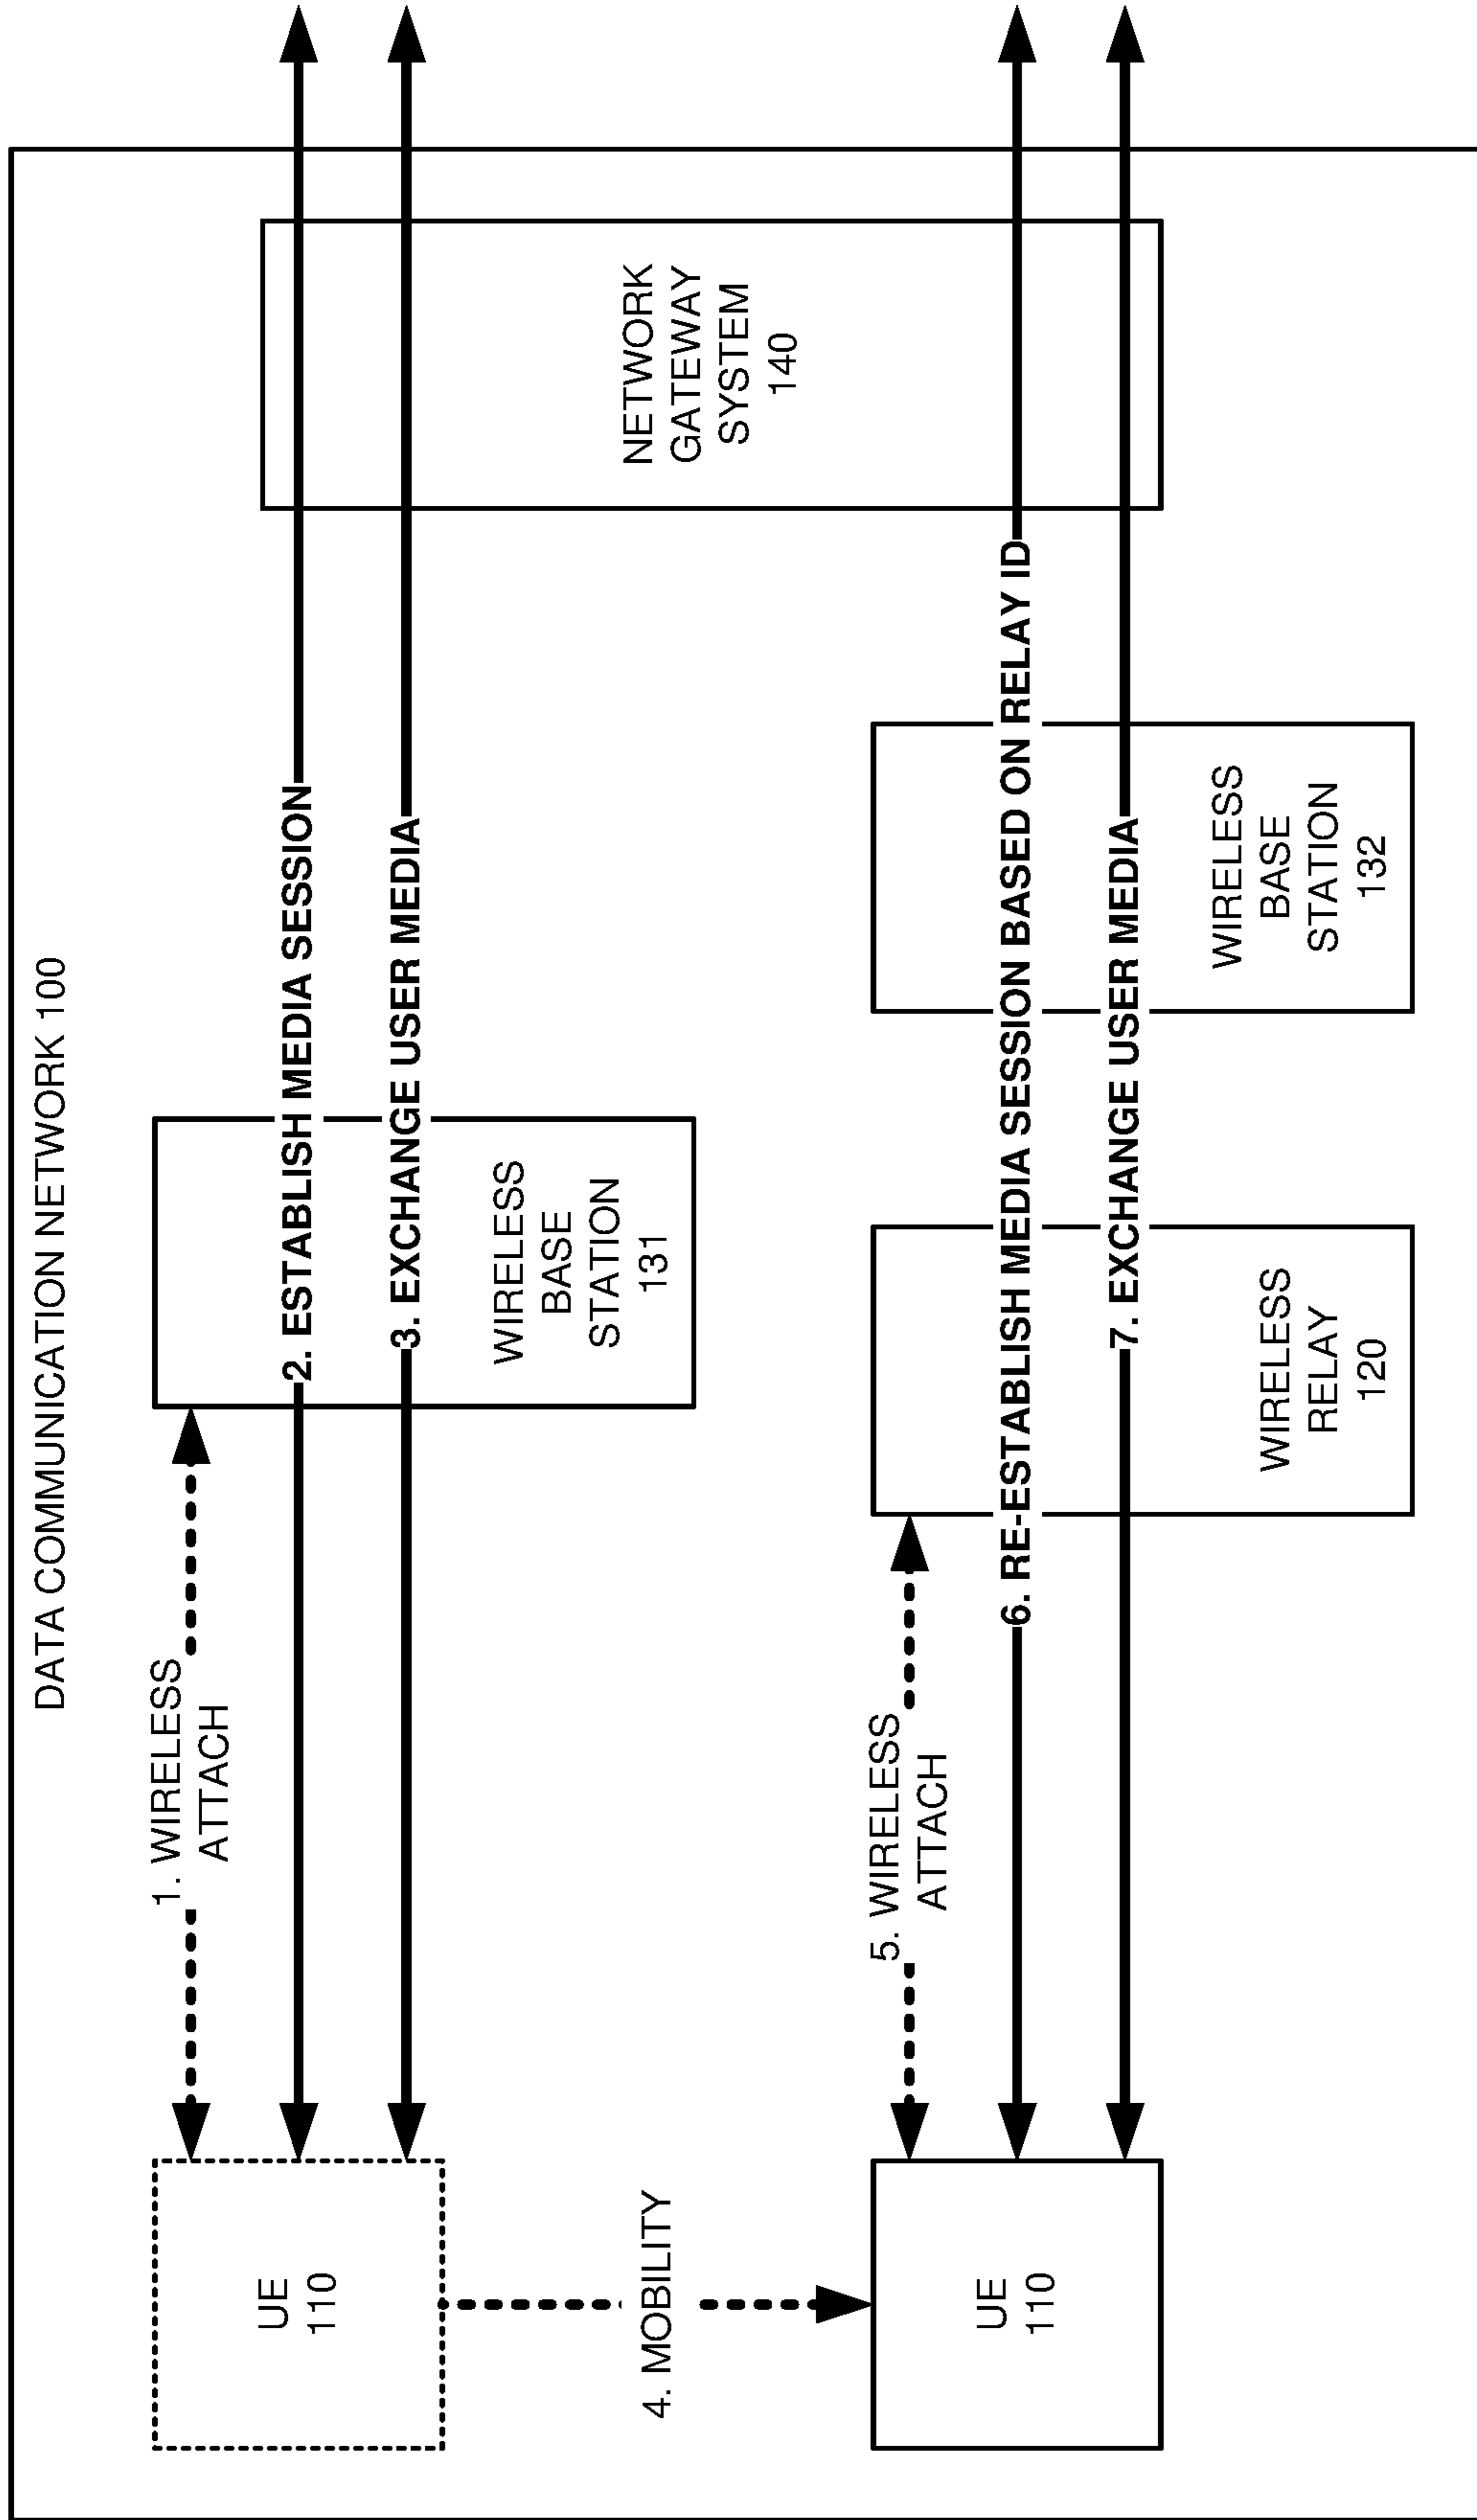 DATA COMMUNICATION NETWORK 100
UE
110
1. WIRELESS
ATTACH
2. ESTABLISH MEDIA SESSION
3. EXCHANGE USER MEDIA
WIRELESS
BASE
STATION
131
NETWORK
GATEWAY
SYSTEM
140
4. MOBILITY
UE
110
5. WIRELESS
ATTACH
6. RE-ESTABLISH MEDIA SESSION BASED ON RELAY ID
7. EXCHANGE USER MEDIA
WIRELESS
RELAY
120
WIRELESS
BASE
STATION
132